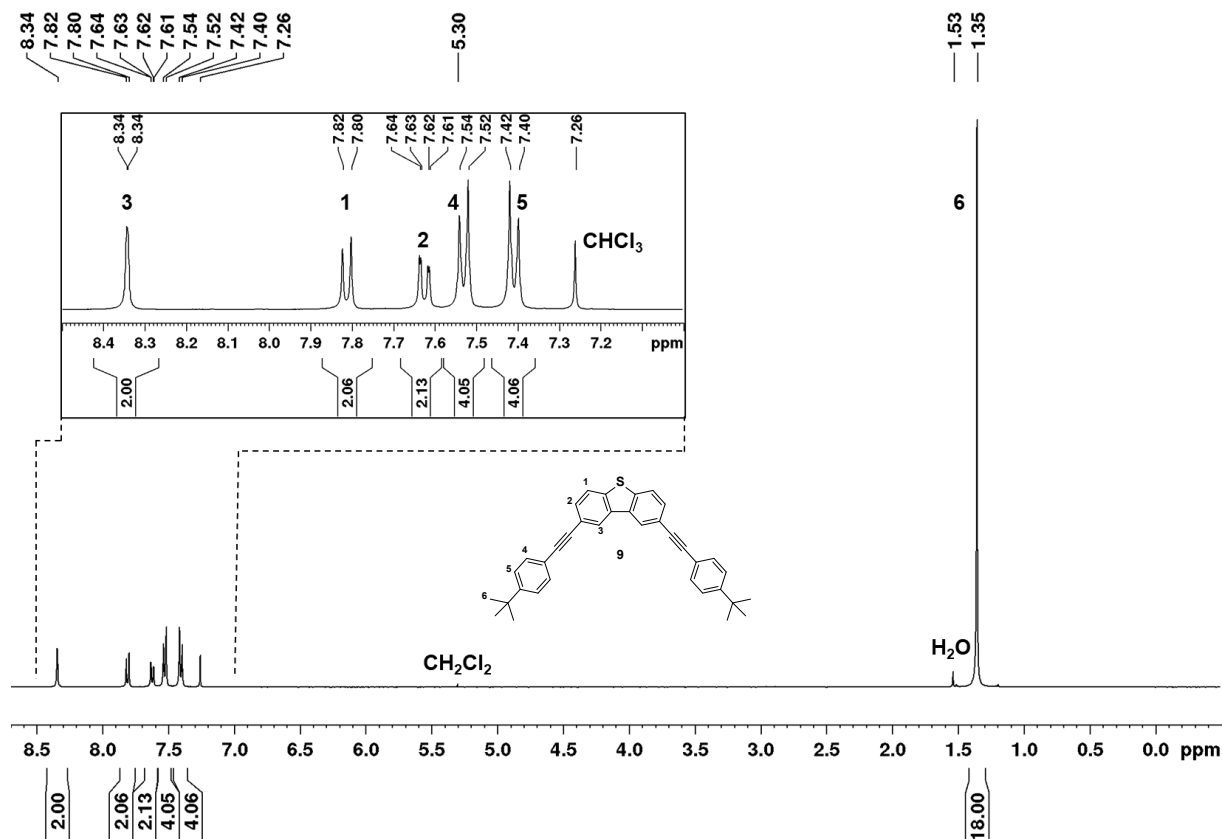 8.34 7.82 7.80 7.64 7.63 7.62 7.61 7.54 7.52 7.42 7.40 7.26 5.30 1.53 1.35
8.34 8.34 7.82 7.80 7.64 7.63 7.62 7.61 7.54 7.52 7.42 7.40 7.26
3 1 4 5 6
2 CHCl₃
8.4 8.3 8.2 8.1 8.0 7.9 7.8 7.7 7.6 7.5 7.4 7.3 7.2 ppm
2.00 2.06 2.13 4.05 4.06
S
1
2
3
4 9
5
6
CH₂Cl₂ H₂O
8.5 8.0 7.5 7.0 6.5 6.0 5.5 5.0 4.5 4.0 3.5 3.0 2.5 2.0 1.5 1.0 0.5 0.0 ppm
2.00 2.06 2.13 4.05 4.06 18.00